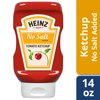 HEINZ
No Salt
TOMATO KETCHUP
Ketchup
No Salt Added
14
oz